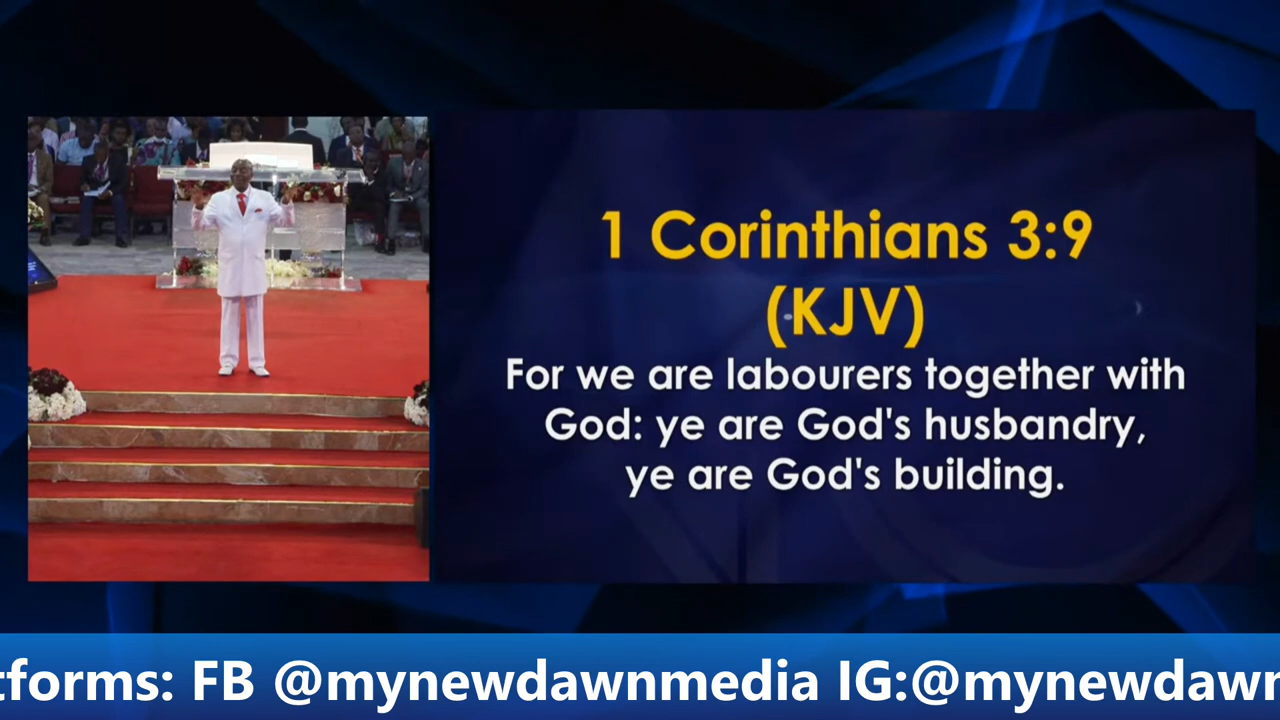 1 Corinthians 3:9
(KJV)
For we are labourers together with
God: ye are God's husbandry,
ye are God's building.
tforms: FB @mynewdawnmedia IG:@mynewdawn